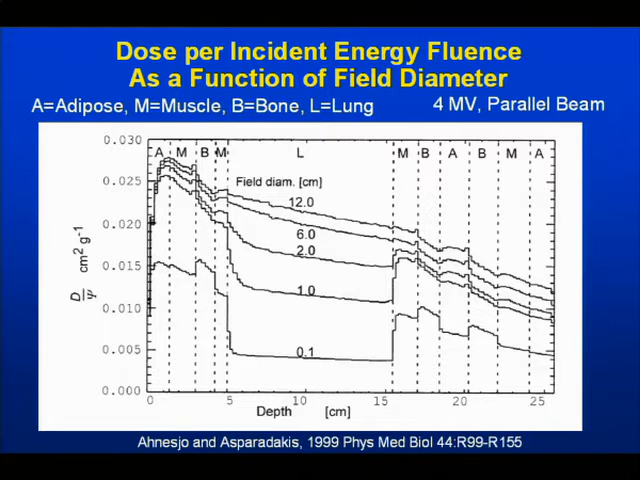 Dose per Incident Energy Fluence
As a Function of Field Diameter
A=Adipose, M=Muscle, B=Bone, L=Lung
4 MV, Parallel Beam
0.030
0.025
0.020
0.015
0.010
0.005
0.000
D/Ψ cm² g⁻¹
A M B M L M B A B M A
Field diam. [cm]
12.0
6.0
2.0
1.0
0.1
0 5 10 15 20 25
Depth [cm]
Ahnesjo and Asparadakis, 1999 Phys Med Biol 44:R99-R155